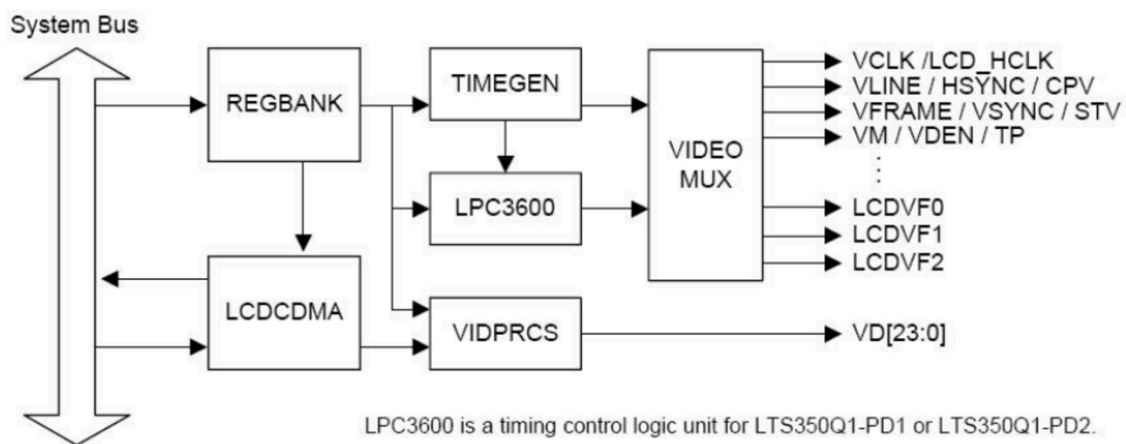 System Bus
REGBANK
TIMEGEN
LPC3600
LCDCDMA
VIDPRCS
VIDEO
MUX
VCLK /LCD_HCLK
VLINE / HSYNC / CPV
VFRAME / VSYNC / STV
VM / VDEN / TP
LCDVF0
LCDVF1
LCDVF2
VD[23:0]
LPC3600 is a timing control logic unit for LTS350Q1-PD1 or LTS350Q1-PD2.